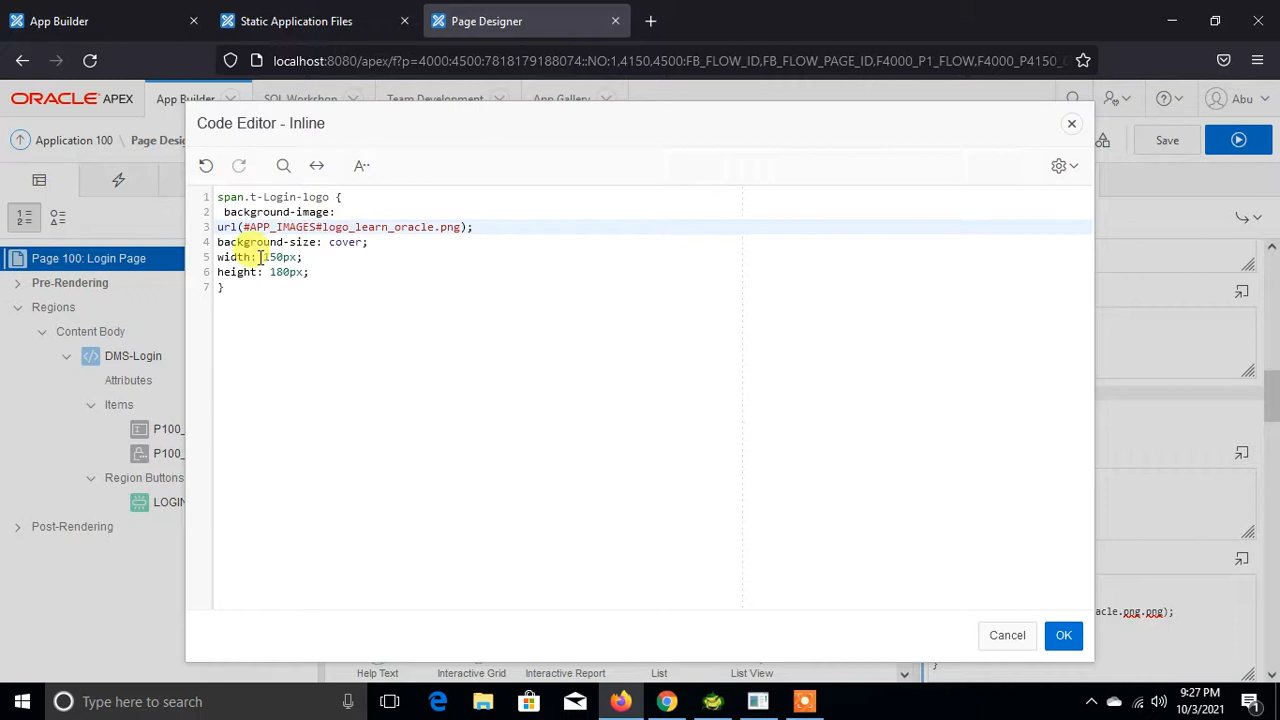 App Builder
Static Application Files
Page Designer
localhost:8080/apex/f?p=4000:4500:7818179188074::NO:1,4150,4500:FB_FLOW_ID,FB_FLOW_PAGE_ID,F4000_P1_FLOW,F4000_P4150_
ORACLE APEX
App Builder
SQL Workshop
Team Development
App Gallery
Abu
Application 100
Page Desig
Save
Code Editor - Inline
1 span.t-Login-logo {
2 background-image:
3 url(#APP_IMAGES#logo_learn_oracle.png);
4 background-size: cover;
5 width: 150px;
6 height: 180px;
7 }
Page 100: Login Page
Pre-Rendering
Regions
Content Body
DMS-Login
Attributes
Items
P100_
P100_
Region Buttons
LOGIN
Post-Rendering
acle.png.png);
}
Cancel
OK
Help Text
Interactive Grid
Interactive Report
List
List View
Type here to search
9:27 PM
10/3/2021